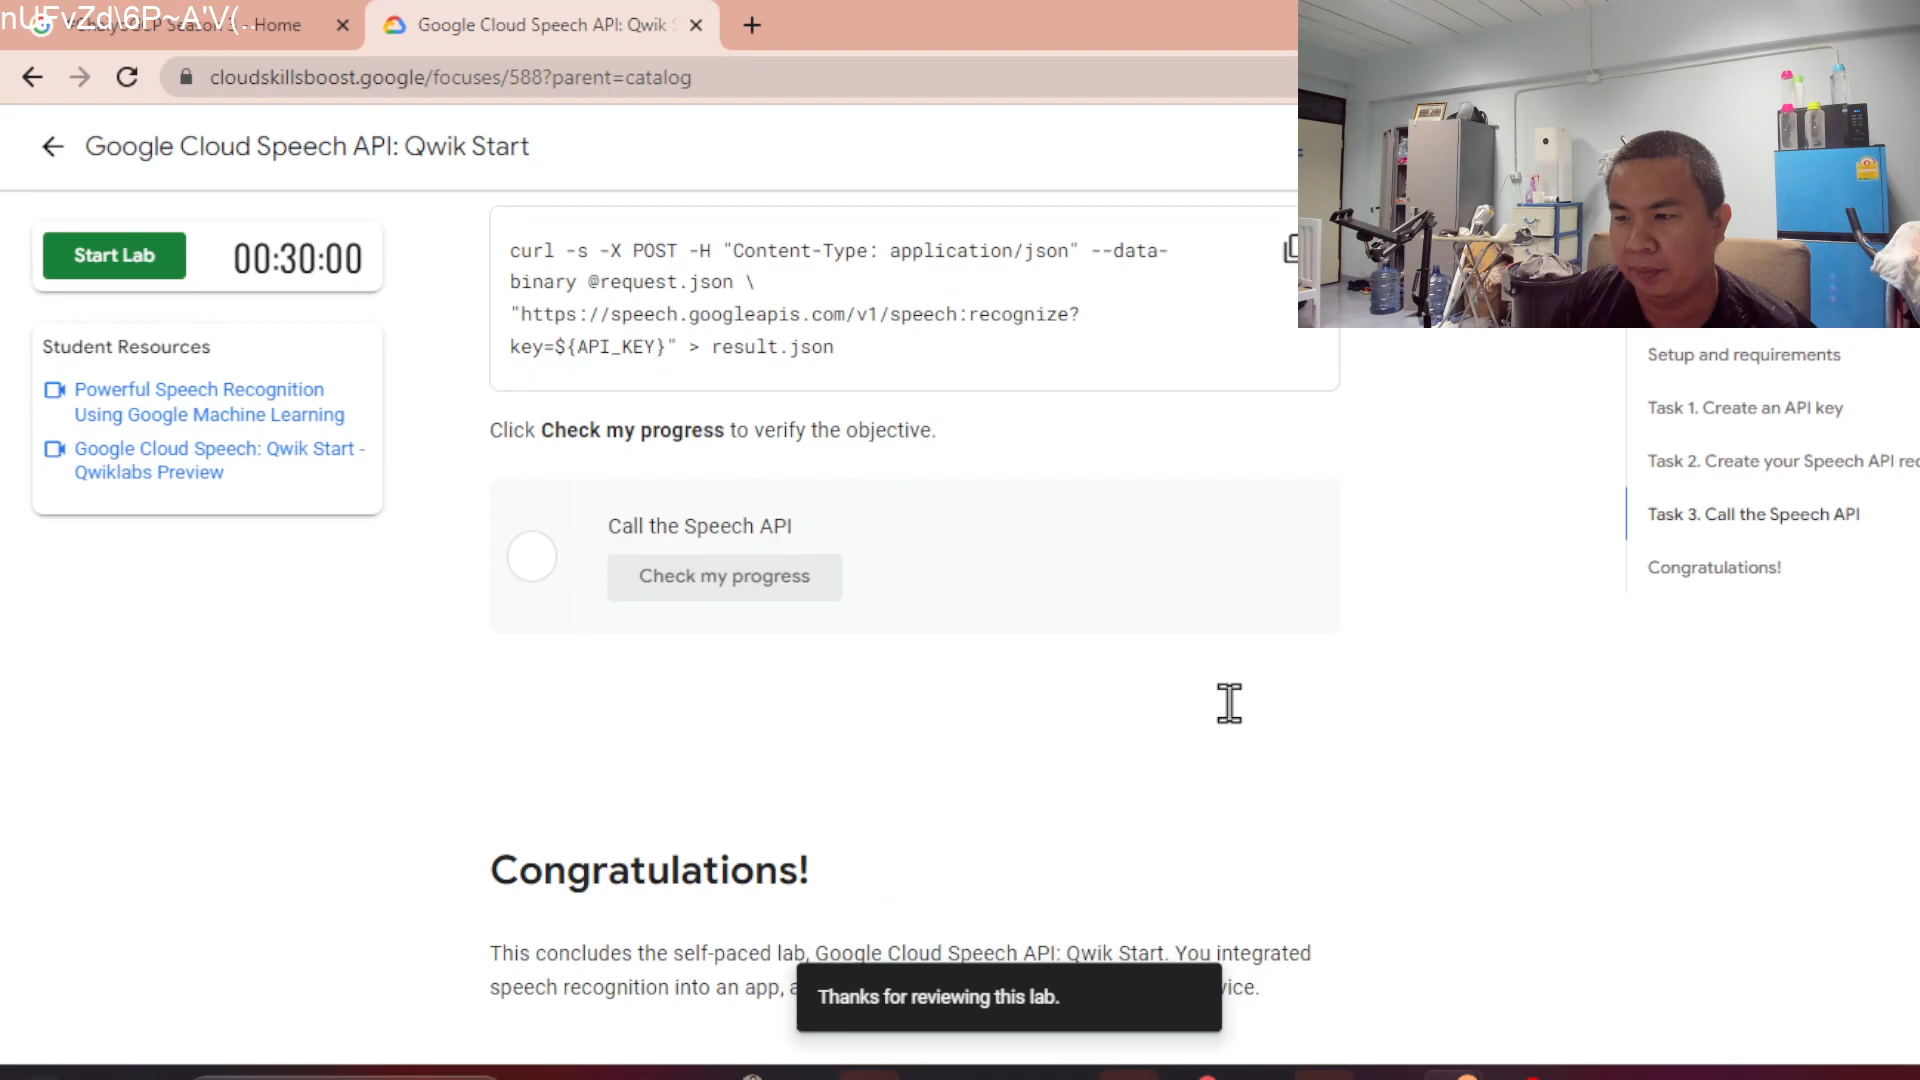 nUFvZd\6P~A'V(..
Season 3 - Home
Google Cloud Speech API: Qwik S
cloudskillsboost.google/focuses/588?parent=catalog
Google Cloud Speech API: Qwik Start
Start Lab
00:30:00
Student Resources
Powerful Speech Recognition
Using Google Machine Learning
Google Cloud Speech: Qwik Start -
Qwiklabs Preview
curl -s -X POST -H "Content-Type: application/json" --data-
binary @request.json \
"https://speech.googleapis.com/v1/speech:recognize?
key=${API_KEY}" > result.json
Click Check my progress to verify the objective.
Call the Speech API
Check my progress
Congratulations!
This concludes the self-paced lab, Google Cloud Speech API: Qwik Start. You integrated
speech recognition into an app, a
Thanks for reviewing this lab.
Setup and requirements
Task 1. Create an API key
Task 2. Create your Speech API rec
Task 3. Call the Speech API
Congratulations!